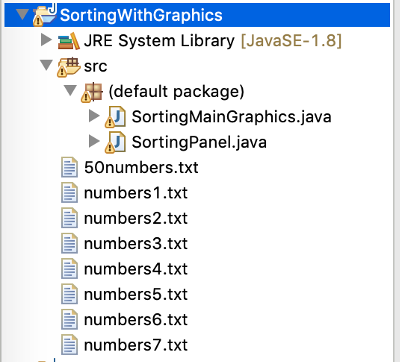 SortingWithGraphics
JRE System Library [JavaSE-1.8]
src
(default package)
SortingMainGraphics.java
SortingPanel.java
50numbers.txt
numbers1.txt
numbers2.txt
numbers3.txt
numbers4.txt
numbers5.txt
numbers6.txt
numbers7.txt